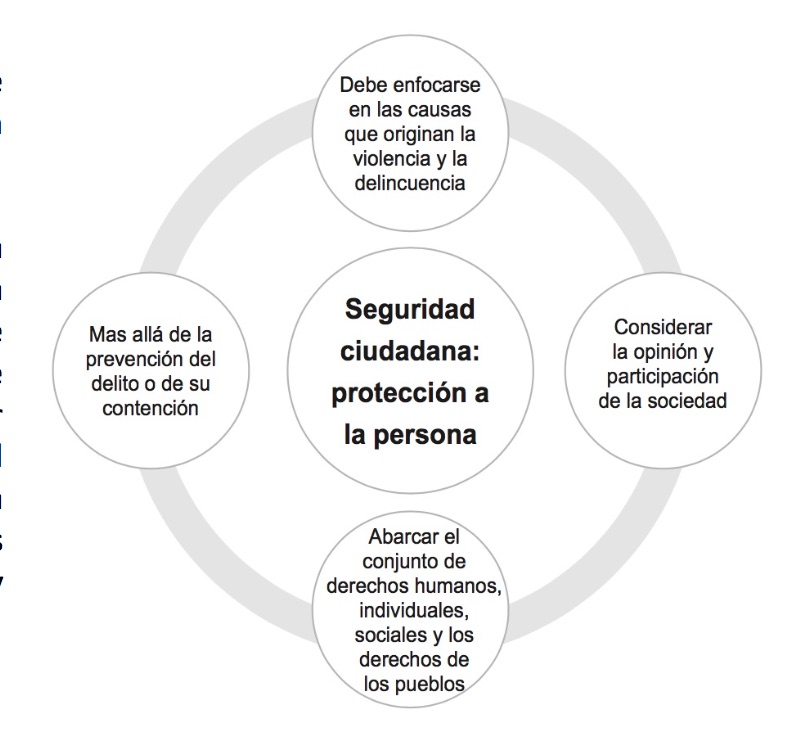 Debe enfocarse
en las causas
que originan la
violencia y la
delincuencia
Mas allá de la
prevención del
delito o de su
contención
Seguridad
ciudadana:
protección a
la persona
Considerar
la opinión y
participación
de la sociedad
Abarcar el
conjunto de
derechos humanos,
individuales,
sociales y los
derechos de
los pueblos